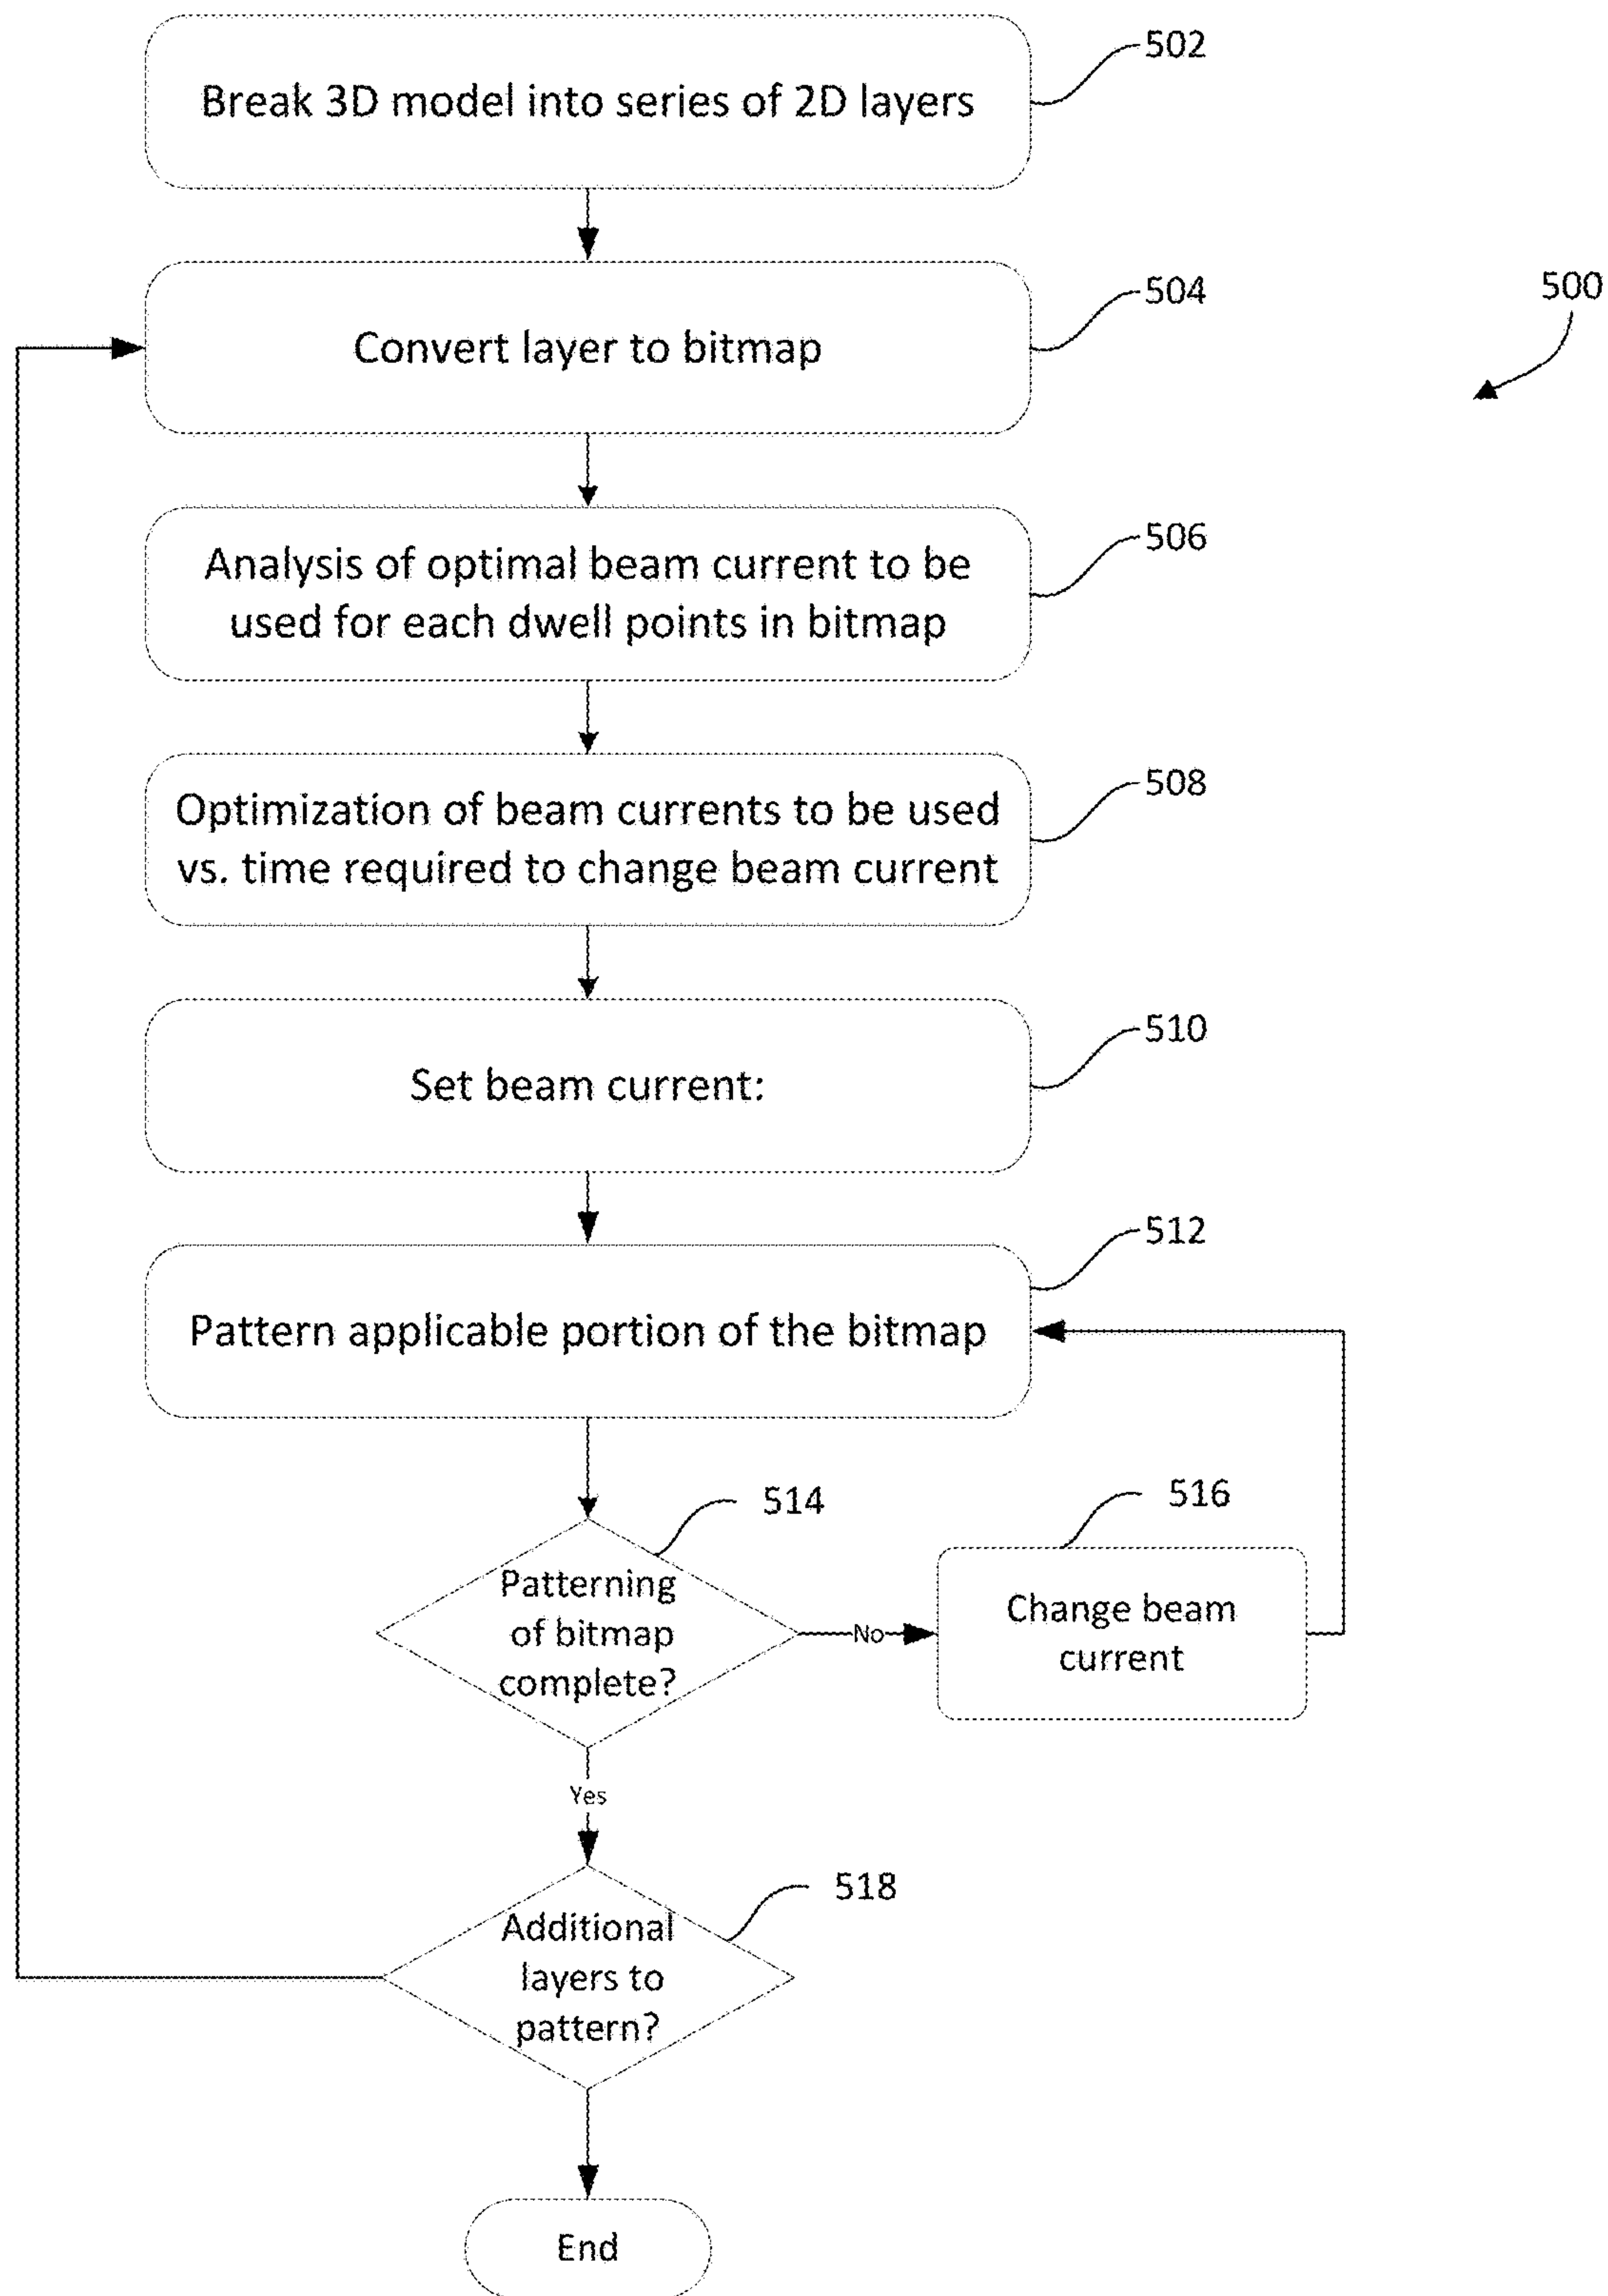 502
Break 3D model into series of 2D layers
504
500
Convert layer to bitmap
506
Analysis of optimal beam current to be
used for each dwell points in bitmap
508
Optimization of beam currents to be used
vs. time required to change beam current
510
Set beam current:
512
Pattern applicable portion of the bitmap
514
516
Patterning
of bitmap
complete?
No
Change beam
current
Yes
518
Additional
layers to
pattern?
End